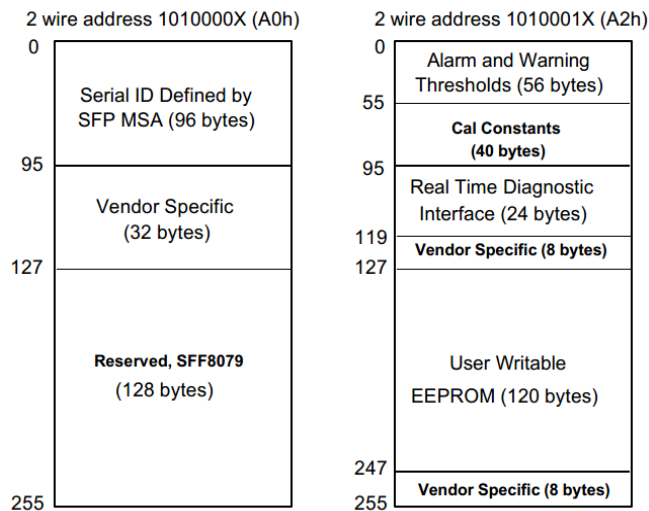 2 wire address 1010000X (A0h)
0
Serial ID Defined by
SFP MSA (96 bytes)
95
Vendor Specific
(32 bytes)
127
Reserved, SFF8079
(128 bytes)
255
2 wire address 1010001X (A2h)
0
Alarm and Warning
Thresholds (56 bytes)
55
Cal Constants
(40 bytes)
95
Real Time Diagnostic
Interface (24 bytes)
119
Vendor Specific (8 bytes)
127
User Writable
EEPROM (120 bytes)
247
Vendor Specific (8 bytes)
255